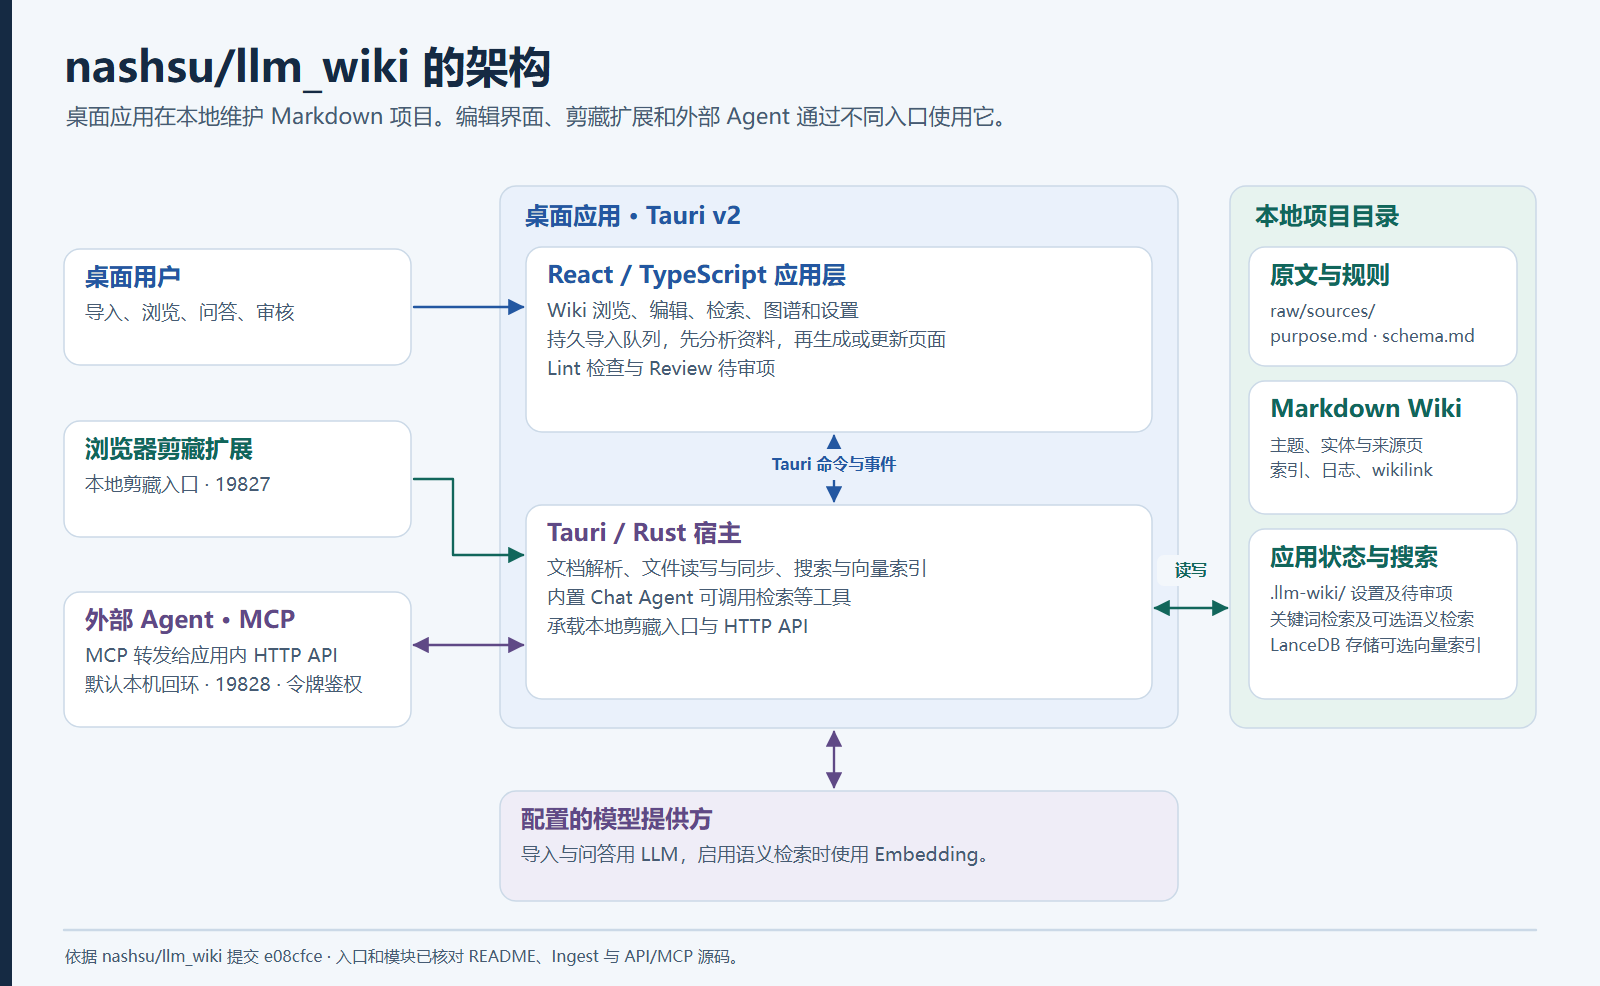 nashsu/llm_wiki 的架构
桌面应用在本地维护 Markdown 项目。编辑界面、剪藏扩展和外部 Agent 通过不同入口使用它。
桌面用户
导入、浏览、问答、审核
浏览器剪藏扩展
本地剪藏入口 · 19827
外部 Agent • MCP
MCP 转发给应用内 HTTP API
默认本机回环 · 19828 · 令牌鉴权
桌面应用 • Tauri v2
React / TypeScript 应用层
Wiki 浏览、编辑、检索、图谱和设置
持久导入队列，先分析资料，再生成或更新页面
Lint 检查与 Review 待审项
Tauri 命令与事件
Tauri / Rust 宿主
文档解析、文件读写与同步、搜索与向量索引
内置 Chat Agent 可调用检索等工具
承载本地剪藏入口与 HTTP API
读写
本地项目目录
原文与规则
raw/sources/
purpose.md · schema.md
Markdown Wiki
主题、实体与来源页
索引、日志、wikilink
应用状态与搜索
.llm-wiki/ 设置及待审项
关键词检索及可选语义检索
LanceDB 存储可选向量索引
配置的模型提供方
导入与问答用 LLM，启用语义检索时使用 Embedding。
依据 nashsu/llm_wiki 提交 e08cfce · 入口和模块已核对 README、Ingest 与 API/MCP 源码。